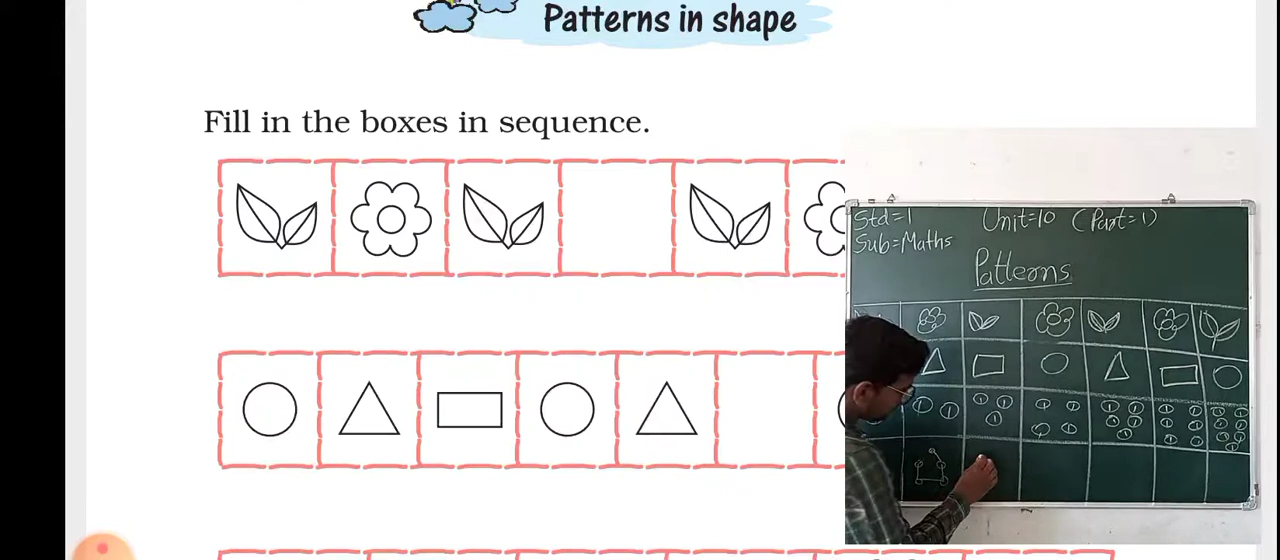 Patterns in shape
Fill in the boxes in sequence.
Std=1 Unit=10 (Part=1)
Sub=Maths
Patterns